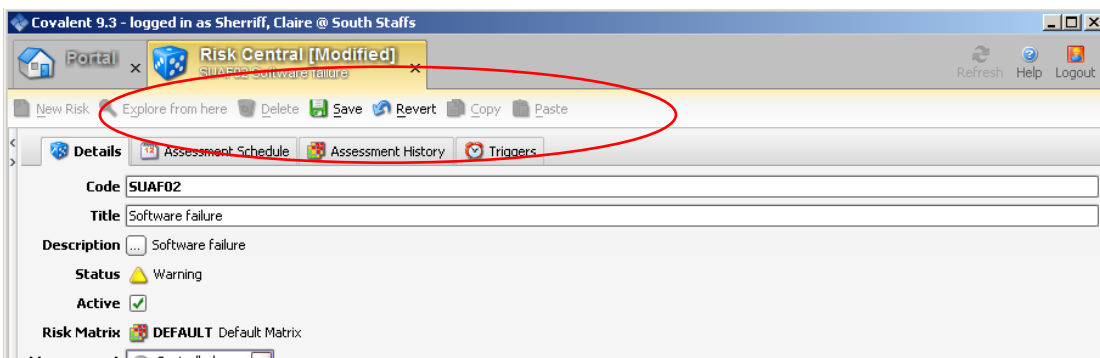 Covalent 9.3 - logged in as Sherriff, Claire @ South Staffs
Portal
Risk Central [Modified]
SUAF02 Software failure
Refresh Help Logout
New Risk Explore from here Delete Save Revert Copy Paste
Details 12 Assessment Schedule Assessment History Triggers
Code SUAF02
Title Software failure
Description ... Software failure
Status Warning
Active
Risk Matrix DEFAULT Default Matrix